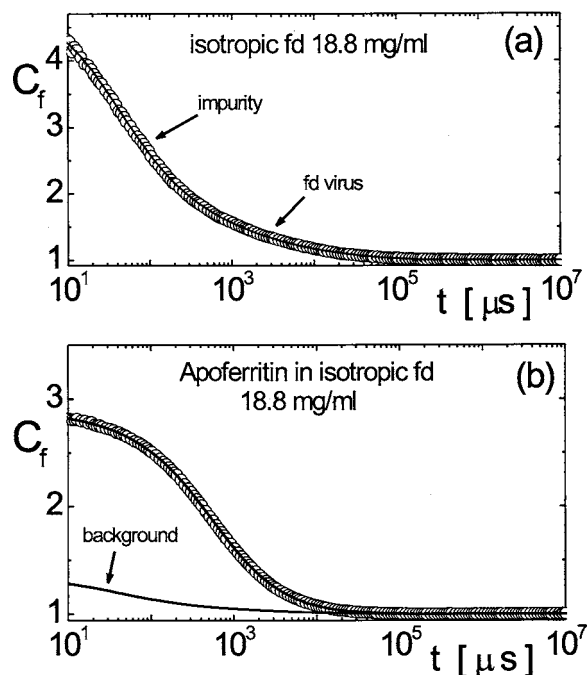 (a)
isotropic fd 18.8 mg/ml
4
C_f
impurity
3
fd virus
2
1
10^1 10^3 10^5 10^7
t [ μs ]
(b)
Apoferritin in isotropic fd
18.8 mg/ml
3
C_f
2
background
1
10^1 10^3 10^5 10^7
t [ μs ]